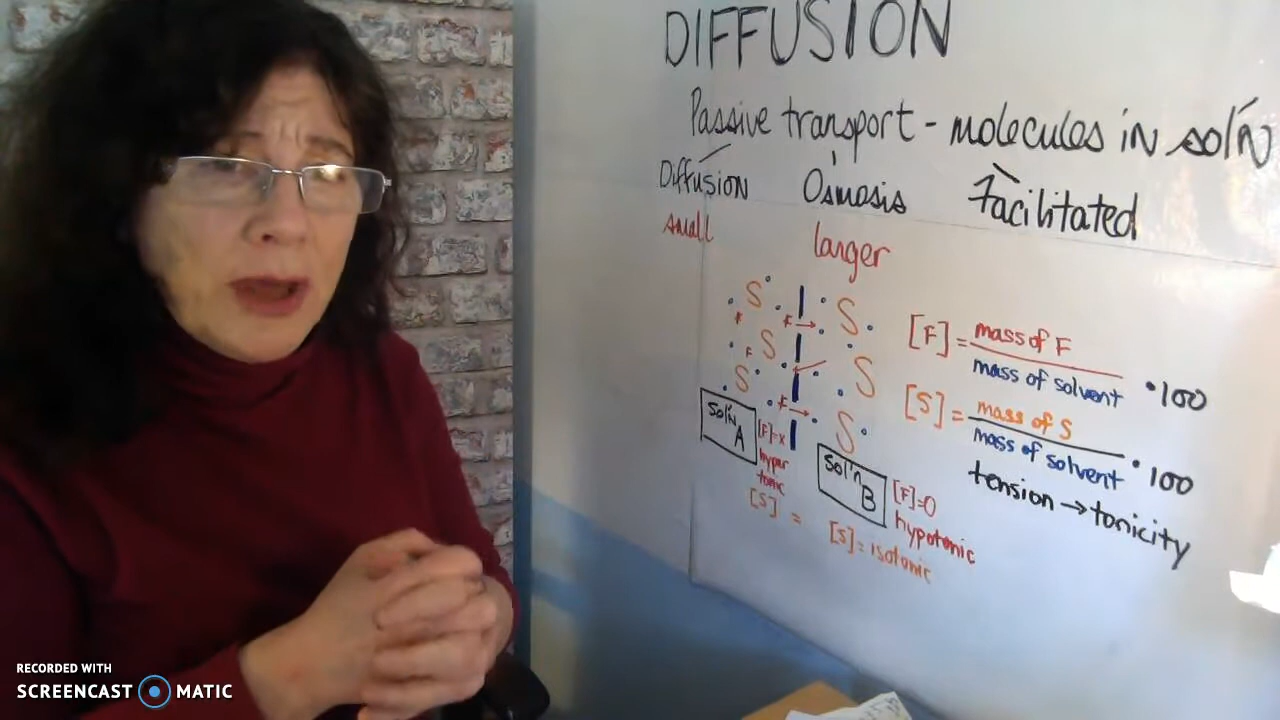 DIFFUSION
Passive transport - molecules in sol'n
Diffusion Osmosis Facilitated
small larger
S S
F
F
S S
F
S S
F
[F] = mass of F / mass of solvent • 100
[S] = mass of S / mass of solvent • 100
tension → tonicity
Sol'n A
[F]=x
hyper
tonic
[S] =
Sol'n B
[F]=0
hypotonic
[S]= isotonic
RECORDED WITH
SCREENCAST MATIC